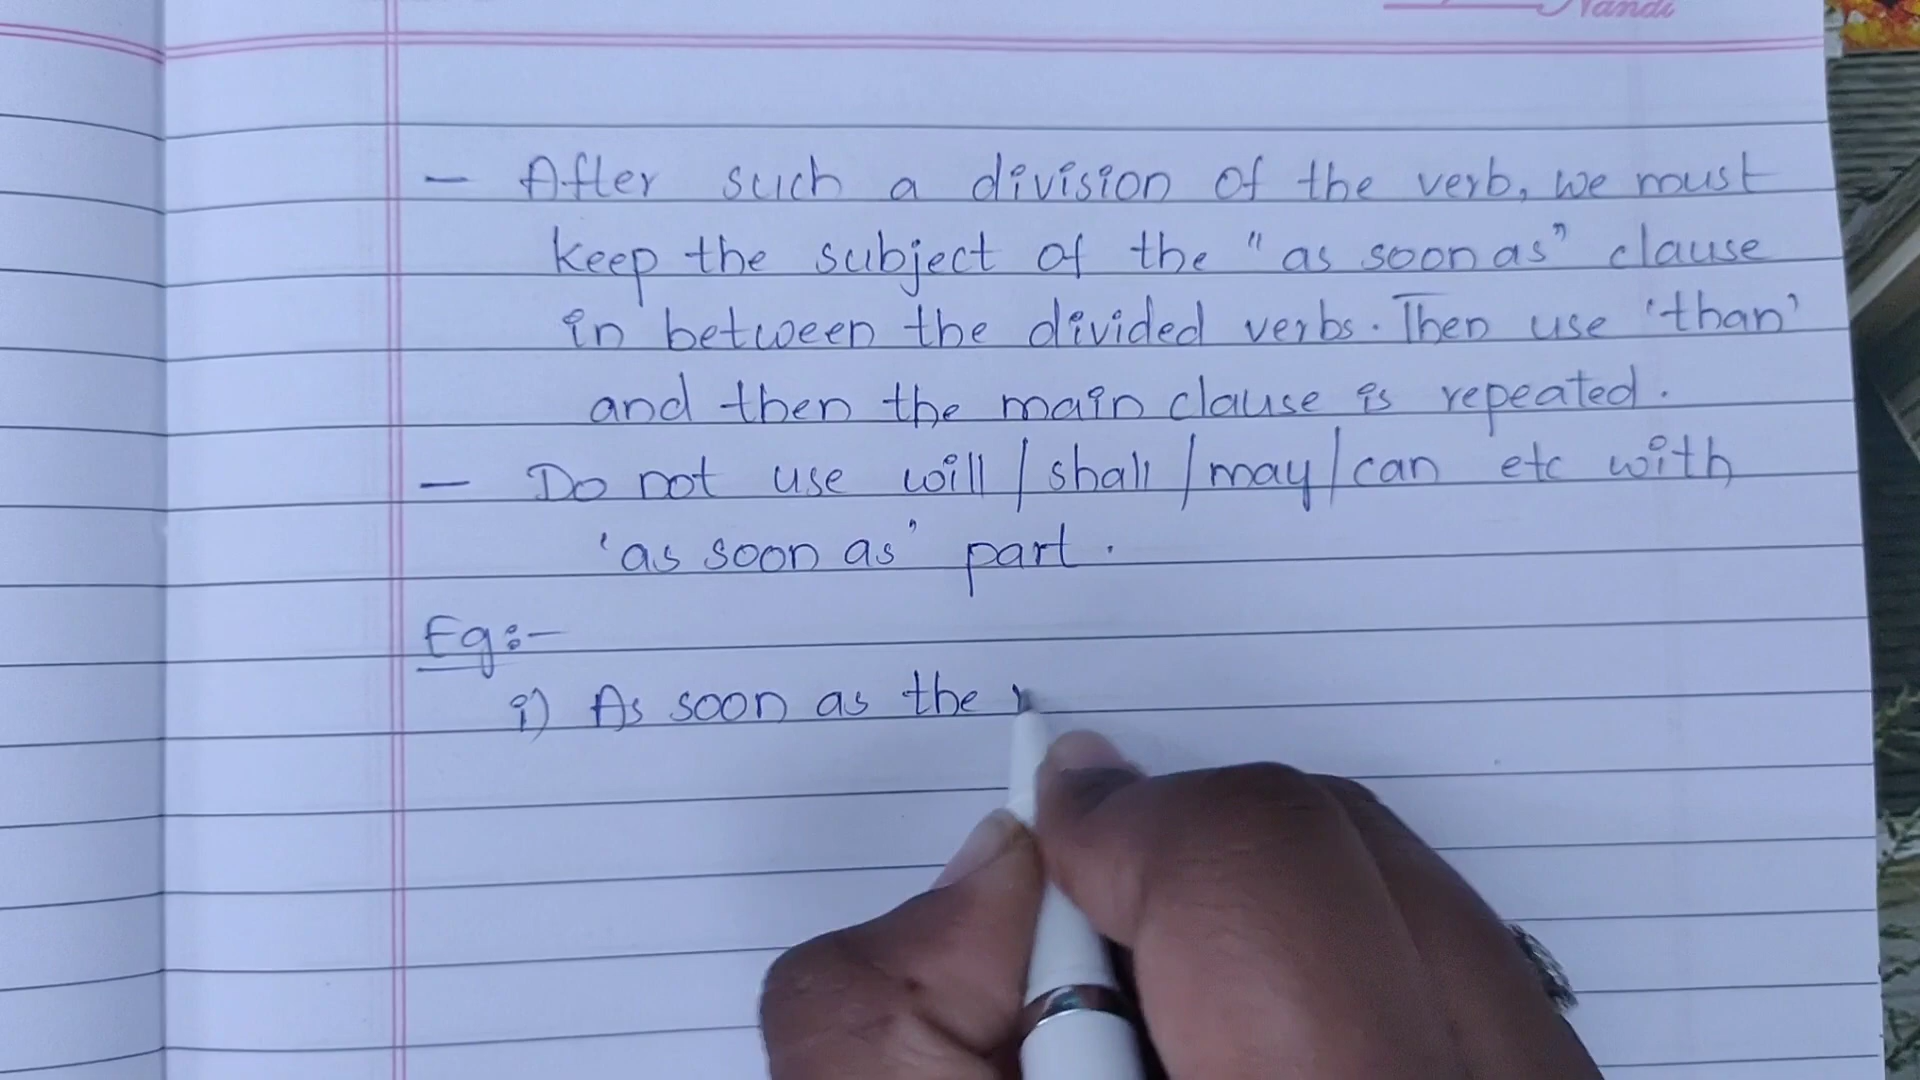 Nandi
- After such a division of the verb, we must
keep the subject of the "as soon as" clause
in between the divided verbs. Then use 'than'
and then the main clause is repeated.
- Do not use will/shall/may/can etc with
'as soon as' part.
Eg:-
i) As soon as the